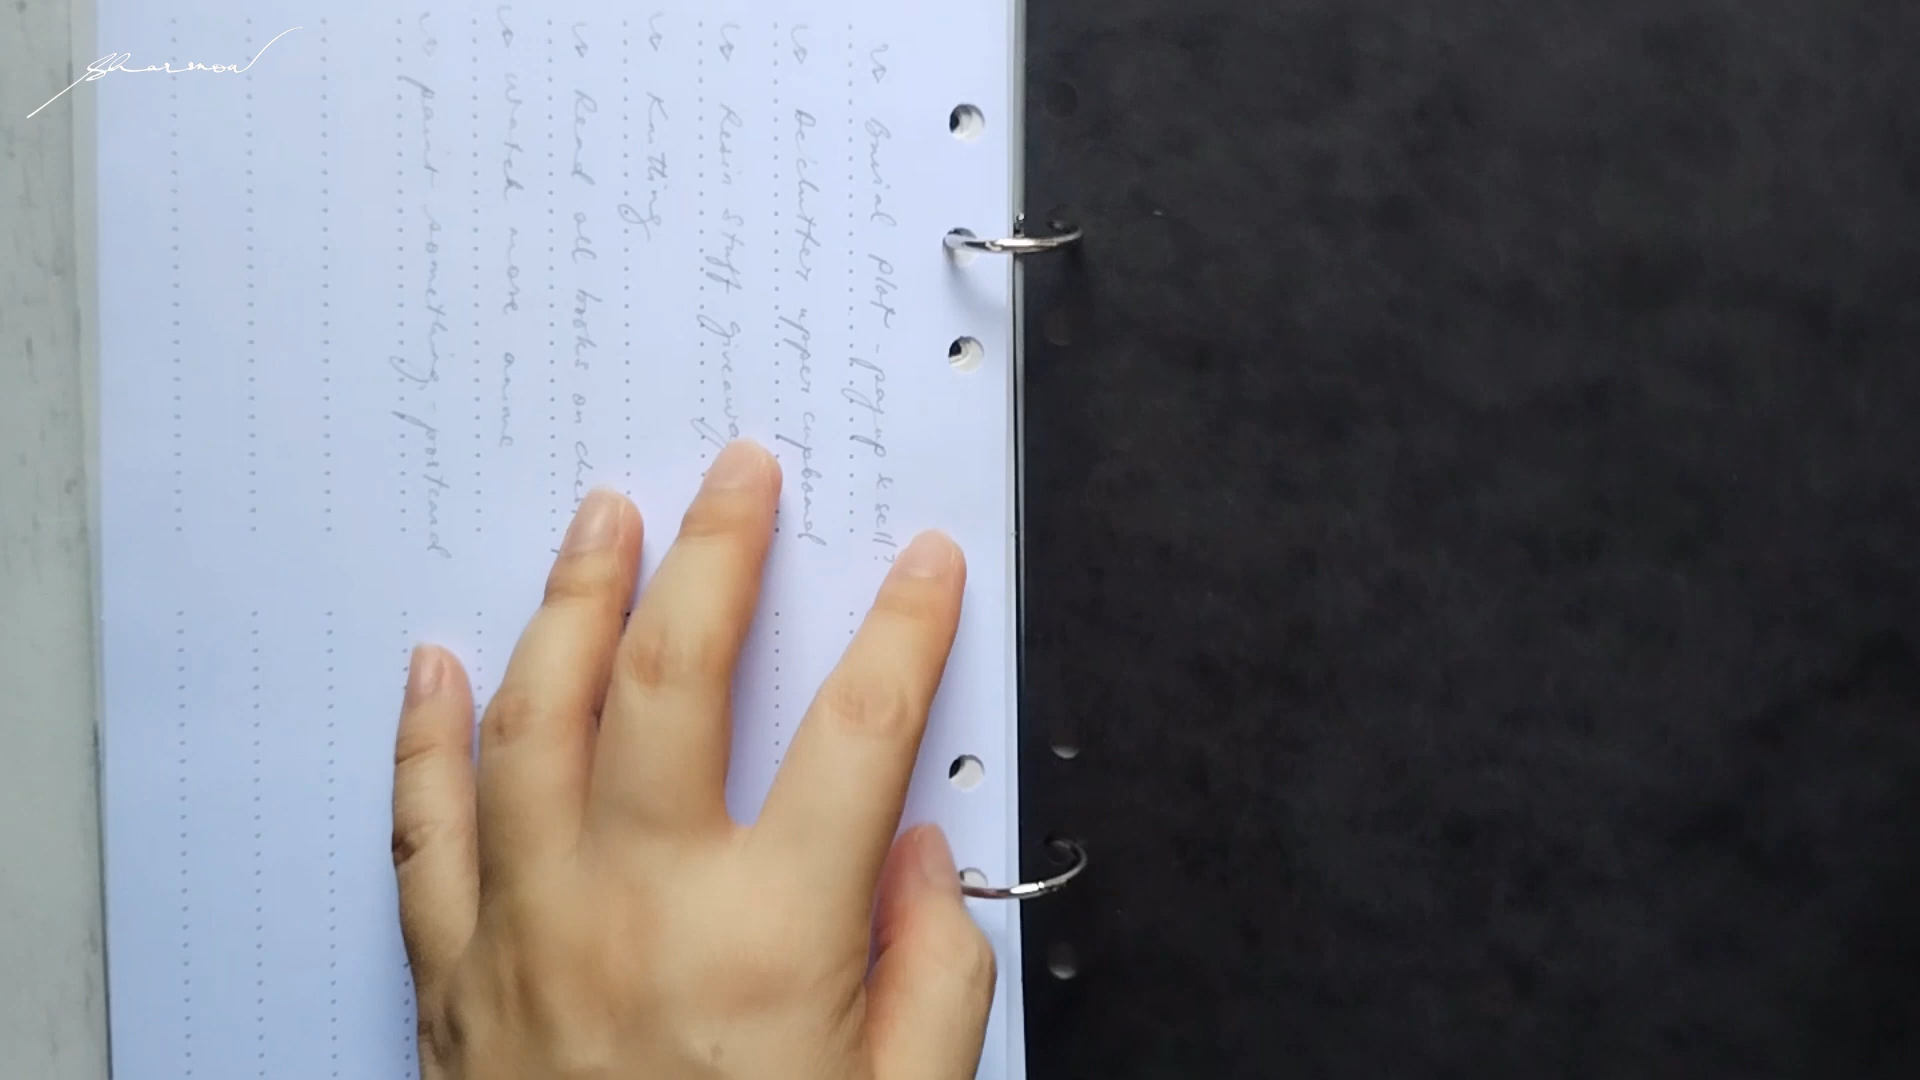 Sharmow
Burial plot - pay up & sell?
Declutter upper cupboard
Resin stuff giveaway
Knitting
Read all books on
Watch more anime
paint something - postcard